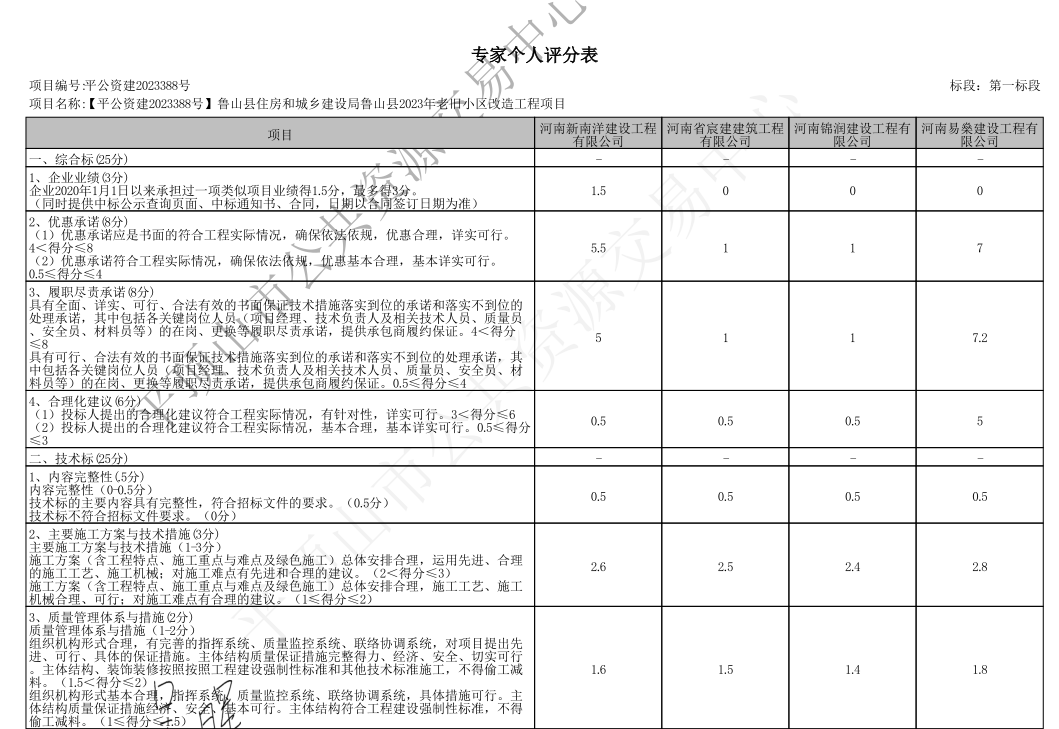 专家个人评分表
项目编号:平公资建2023388号
标段：第一标段
项目名称:【平公资建2023388号】鲁山县住房和城乡建设局鲁山县2023年老旧小区改造工程项目
项目
河南新南洋建设工程
有限公司
河南省宸建建筑工程
有限公司
河南锦润建设工程有
限公司
河南易燊建设工程有
限公司
一、综合标(25分)
-
-
-
-
1、企业业绩(3分)
企业2020年1月1日以来承担过一项类似项目业绩得1.5分，最多得3分。
（同时提供中标公示查询页面、中标通知书、合同，日期以合同签订日期为准）
1.5
0
0
0
2、优惠承诺(8分)
（1）优惠承诺应是书面的符合工程实际情况，确保依法依规，优惠合理，详实可行。
4＜得分≤8
（2）优惠承诺符合工程实际情况，确保依法依规，优惠基本合理，基本详实可行。
0.5≤得分≤4
5.5
1
1
7
3、履职尽责承诺(8分)
具有全面、详实、可行、合法有效的书面保证技术措施落实到位的承诺和落实不到位的
处理承诺，其中包括各关键岗位人员（项目经理、技术负责人及相关技术人员、质量员
、安全员、材料员等）的在岗、更换等履职尽责承诺，提供承包商履约保证。4＜得分
≤8
具有可行、合法有效的书面保证技术措施落实到位的承诺和落实不到位的处理承诺，其
中包括各关键岗位人员（项目经理、技术负责人及相关技术人员、质量员、安全员、材
料员等）的在岗、更换等履职尽责承诺，提供承包商履约保证。0.5≤得分≤4
5
1
1
7.2
4、合理化建议(6分)
（1）投标人提出的合理化建议符合工程实际情况，有针对性，详实可行。3＜得分≤6
（2）投标人提出的合理化建议符合工程实际情况，基本合理，基本详实可行。0.5≤得分
≤3
0.5
0.5
0.5
5
二、技术标(25分)
-
-
-
-
1、内容完整性(.5分)
内容完整性（0-0.5分）
技术标的主要内容具有完整性，符合招标文件的要求。（0.5分）
技术标不符合招标文件要求。（0分）
0.5
0.5
0.5
0.5
2、主要施工方案与技术措施(3分)
主要施工方案与技术措施（1-3分）
施工方案（含工程特点、施工重点与难点及绿色施工）总体安排合理，运用先进、合理
的施工工艺、施工机械；对施工难点有先进和合理的建议。（2＜得分≤3）
施工方案（含工程特点、施工重点与难点及绿色施工）总体安排合理，施工工艺、施工
机械合理、可行；对施工难点有合理的建议。（1≤得分≤2）
2.6
2.5
2.4
2.8
3、质量管理体系与措施(2分)
质量管理体系与措施（1-2分）
组织机构形式合理，有完善的指挥系统、质量监控系统、联络协调系统，对项目提出先
进、可行、具体的保证措施。主体结构质量保证措施完整得力、经济、安全、切实可行
。主体结构、装饰装修按照按照工程建设强制性标准和其他技术标准施工，不得偷工减
料。（1.5＜得分≤2）
组织机构形式基本合理，指挥系统、质量监控系统、联络协调系统，具体措施可行。主
体结构质量保证措施经济、安全、基本可行。主体结构符合工程建设强制性标准，不得
偷工减料。（1≤得分≤1.5）
1.6
1.5
1.4
1.8
平顶山市公共资源交易中心
平顶山市公共资源交易中心